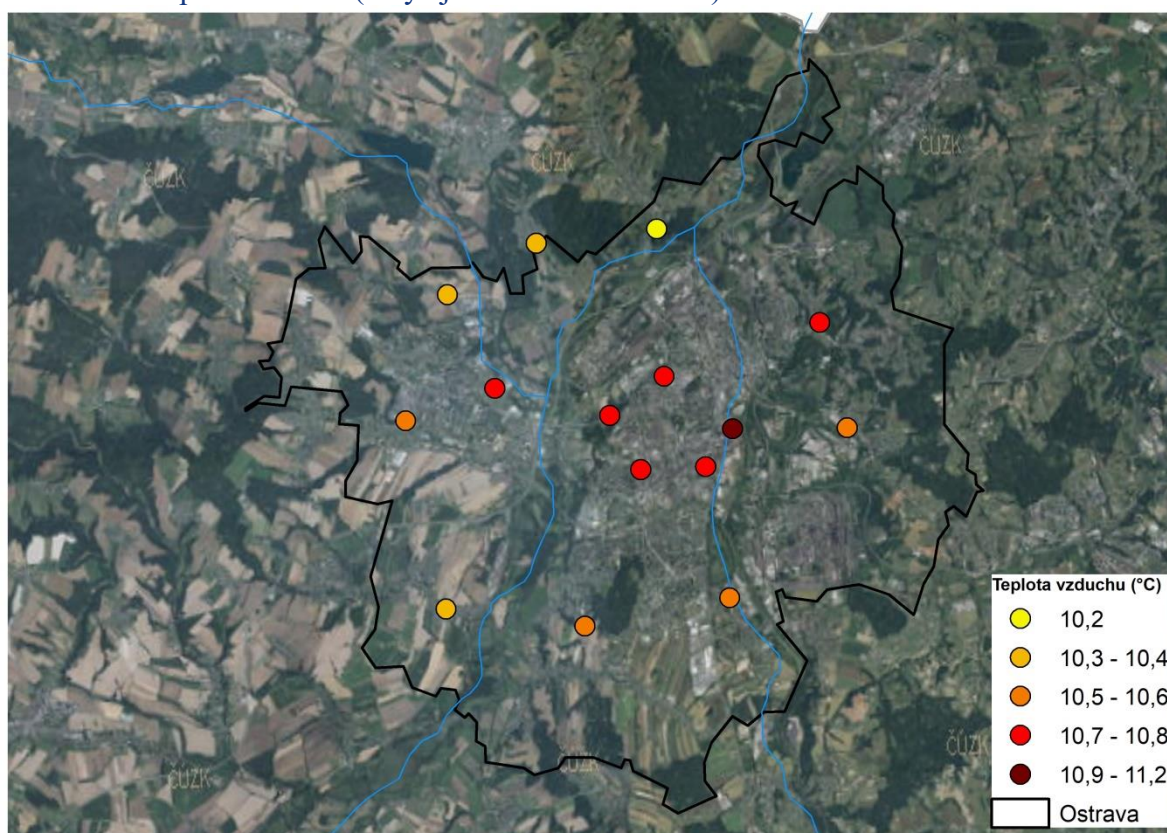 ČÚZK
ČÚZK
ČÚZK
ČÚZK
ČÚZK
ČÚZK
Teplota vzduchu (°C)
10,2
10,3 - 10,4
10,5 - 10,6
10,7 - 10,8
10,9 - 11,2
Ostrava